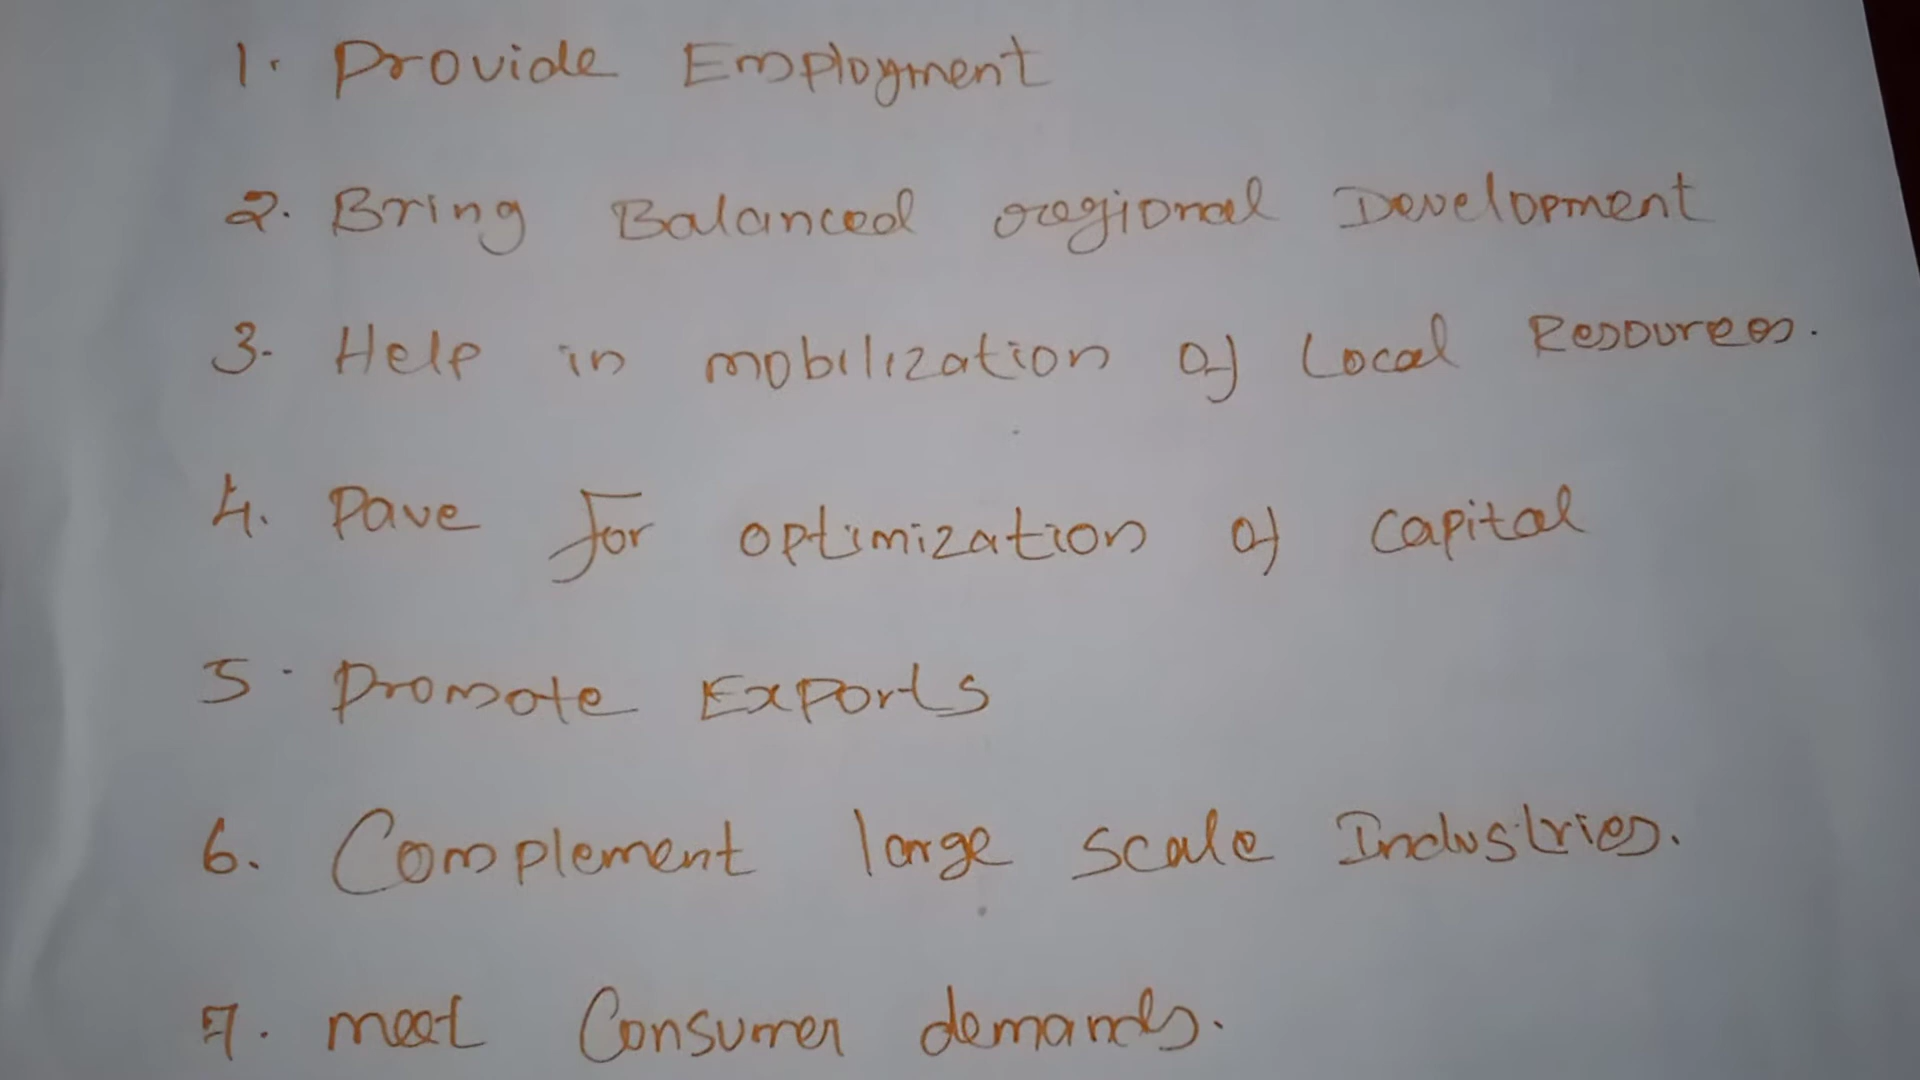 1. Provide Employment
2. Bring Balanced regional Development
3. Help in mobilization of Local Resources.
4. Pave for optimization of capital
5. Promote Exports
6. Complement large scale Industries.
7. meet Consumer demands.